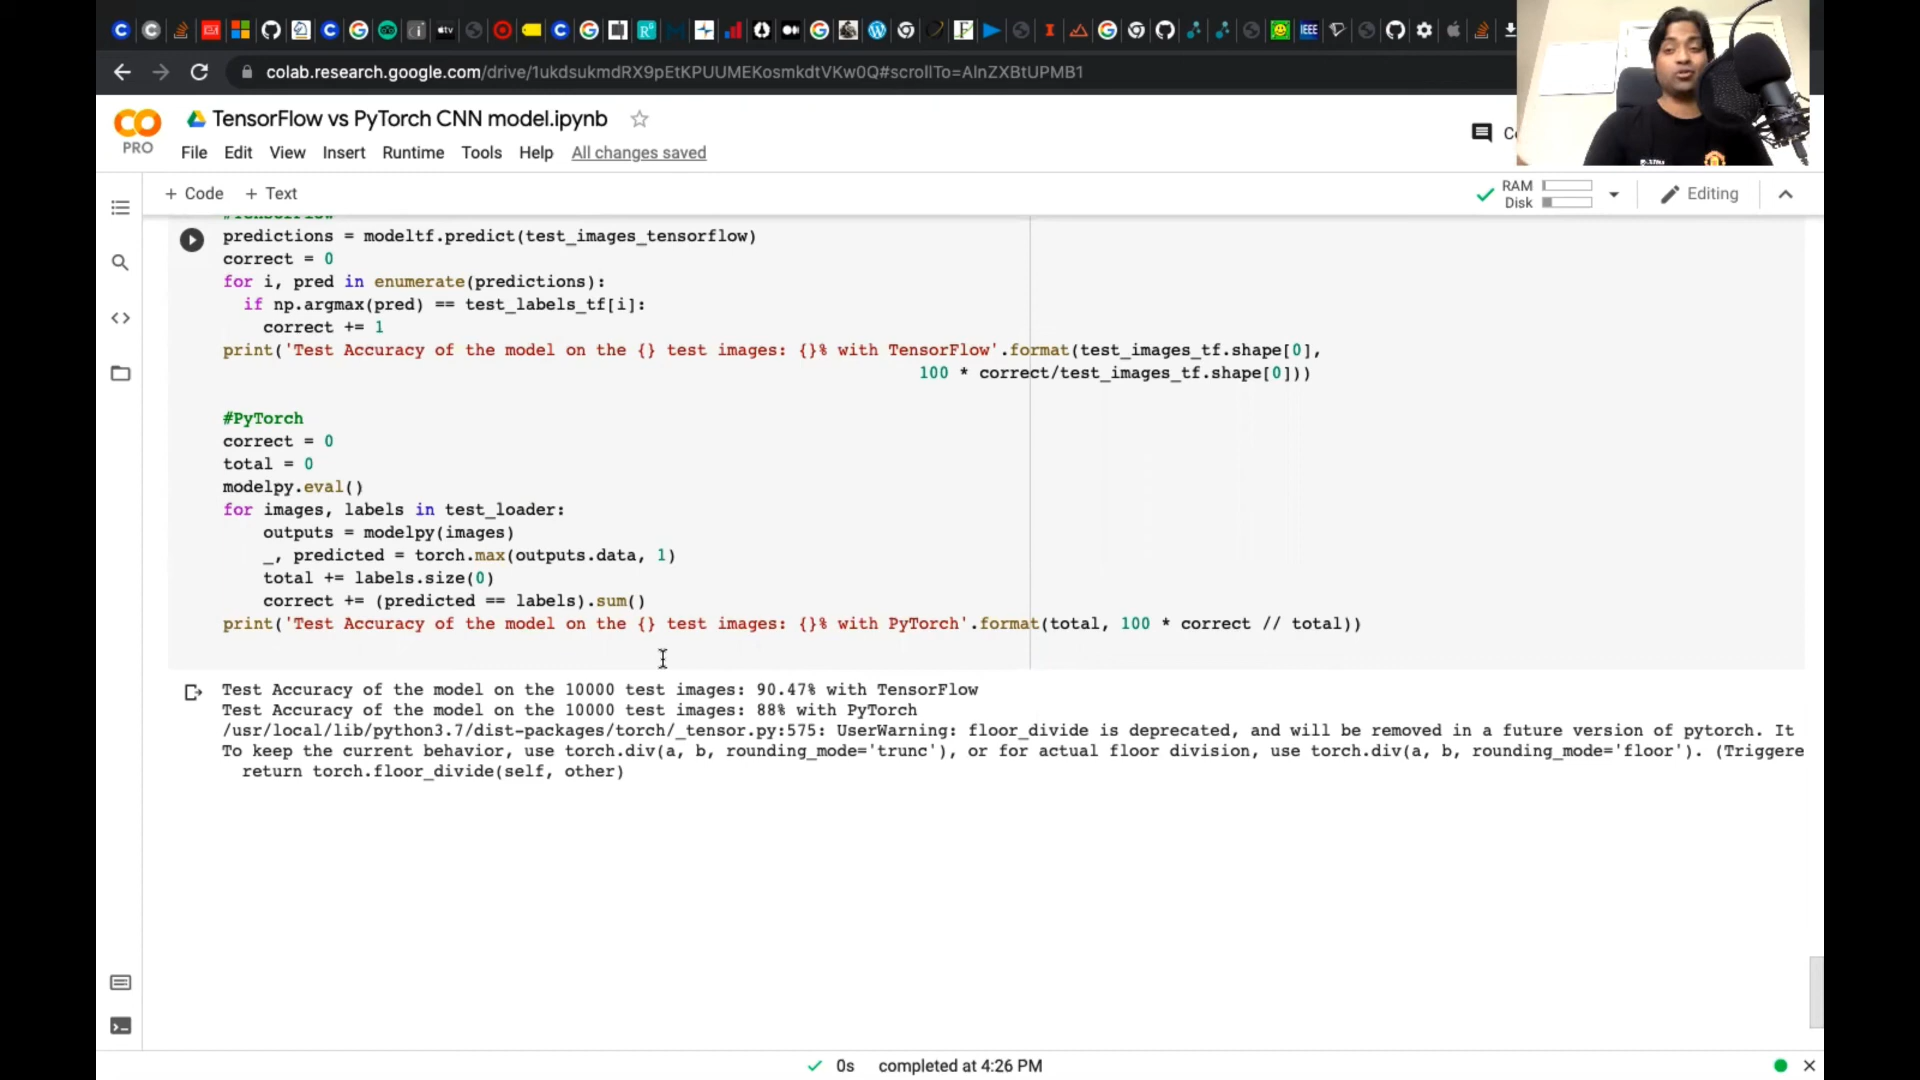 colab.research.google.com/drive/1ukdsukmdRX9pEtKPUUMEKosmkdtVKw0Q#scrollTo=AlnZXBtUPMB1
CO
PRO
TensorFlow vs PyTorch CNN model.ipynb
File Edit View Insert Runtime Tools Help All changes saved
+ Code + Text
RAM
Disk
Editing
#TensorFlow
predictions = modeltf.predict(test_images_tensorflow)
correct = 0
for i, pred in enumerate(predictions):
if np.argmax(pred) == test_labels_tf[i]:
correct += 1
print('Test Accuracy of the model on the {} test images: {}% with TensorFlow'.format(test_images_tf.shape[0],
100 * correct/test_images_tf.shape[0]))
#PyTorch
correct = 0
total = 0
modelpy.eval()
for images, labels in test_loader:
outputs = modelpy(images)
_, predicted = torch.max(outputs.data, 1)
total += labels.size(0)
correct += (predicted == labels).sum()
print('Test Accuracy of the model on the {} test images: {}% with PyTorch'.format(total, 100 * correct // total))
Test Accuracy of the model on the 10000 test images: 90.47% with TensorFlow
Test Accuracy of the model on the 10000 test images: 88% with PyTorch
/usr/local/lib/python3.7/dist-packages/torch/_tensor.py:575: UserWarning: floor_divide is deprecated, and will be removed in a future version of pytorch. It
To keep the current behavior, use torch.div(a, b, rounding_mode='trunc'), or for actual floor division, use torch.div(a, b, rounding_mode='floor'). (Triggere
return torch.floor_divide(self, other)
0s completed at 4:26 PM